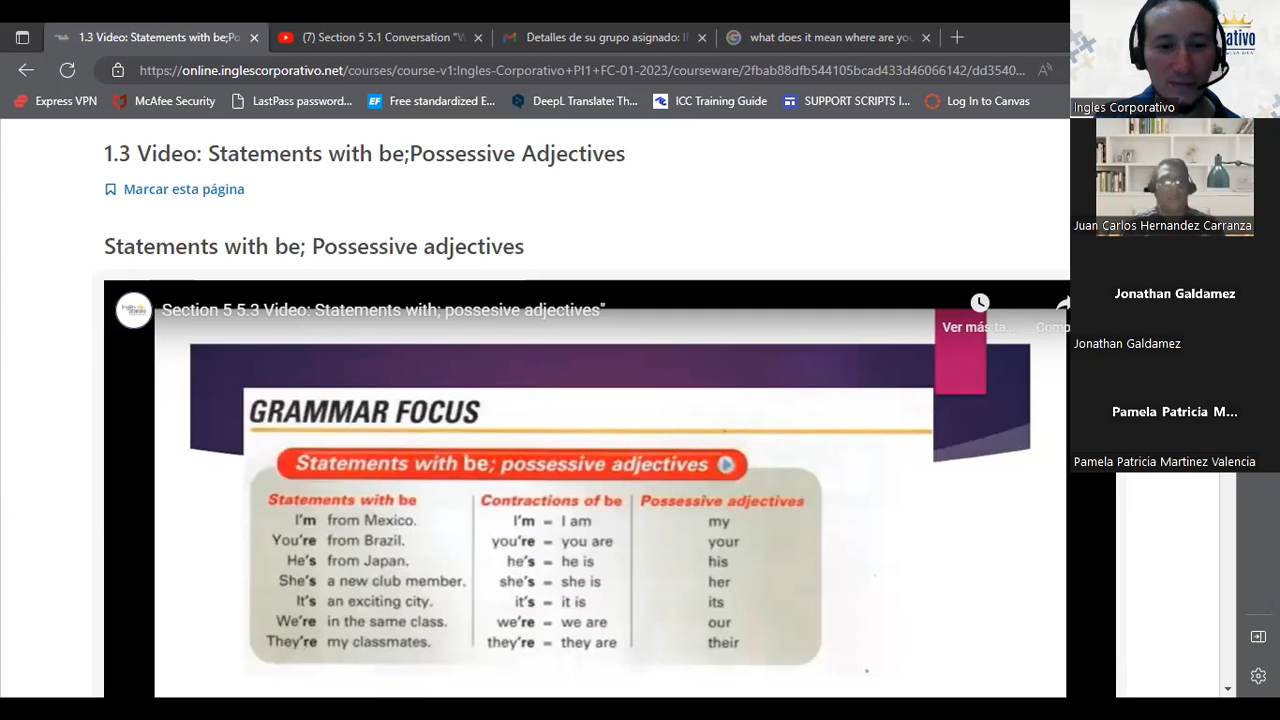 1.3 Video: Statements with be;Po
(7) Section 5 5.1 Conversation "W
Detalles de su grupo asignado: I
what does it mean where are you
https://online.inglescorporativo.net/courses/course-v1:Ingles-Corporativo+PI1+FC-01-2023/courseware/2fbab88dfb544105bcad433d46066142/dd3540...
Express VPN
McAfee Security
LastPass password...
Free standardized E...
DeepL Translate: Th...
ICC Training Guide
SUPPORT SCRIPTS I...
Log In to Canvas
Ingles Corporativo
1.3 Video: Statements with be;Possessive Adjectives
Marcar esta página
Juan Carlos Hernandez Carranza
Statements with be; Possessive adjectives
Jonathan Galdamez
Jonathan Galdamez
Section 5 5.3 Video: Statements with; possesive adjectives"
Ver más ta...
Comp
GRAMMAR FOCUS
Pamela Patricia M...
Pamela Patricia Martinez Valencia
Statements with be; possessive adjectives
Statements with be Contractions of be Possessive adjectives
I'm from Mexico. I'm = I am my
You're from Brazil. you're = you are your
He's from Japan. he's = he is his
She's a new club member. she's = she is her
It's an exciting city. it's = it is its
We're in the same class. we're = we are our
They're my classmates. they're = they are their